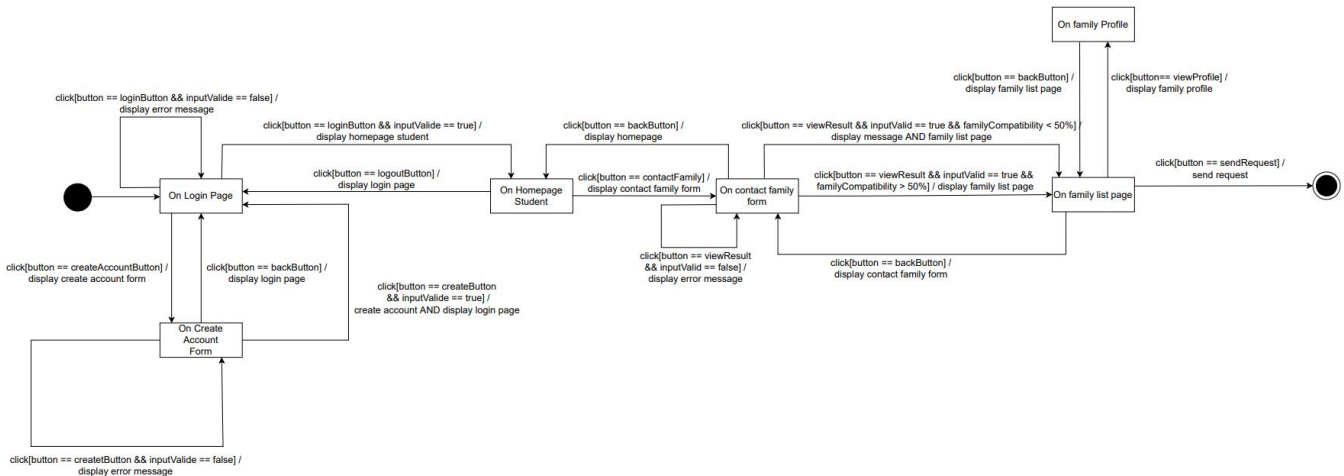 On family Profile
click[button == backButton] /
display family list page
click[button== viewProfile] /
display family profile
click[button == loginButton && inputValide == false] /
display error message
click[button == loginButton && inputValide == true] /
display homepage student
click[button == backButton] /
display homepage
click[button == viewResult && inputValid == true && familyCompatibility < 50%] /
display message AND family list page
click[button == sendRequest] /
send request
On Login Page
click[button == logoutButton] /
display login page
On Homepage
Student
click[button == contactFamily] /
display contact family form
On contact family
form
click[button == viewResult && inputValid == true &&
familyCompatibility > 50%] / display family list page
On family list page
click[button == createAccountButton] /
display create account form
click[button == backButton] /
display login page
click[button == createButton
&& inputValide == true] /
create account AND display login page
click[button == viewResult
&& inputValid == false] /
display error message
click[button == backButton] /
display contact family form
On Create
Account
Form
click[button == createtButton && inputValide == false] /
display error message